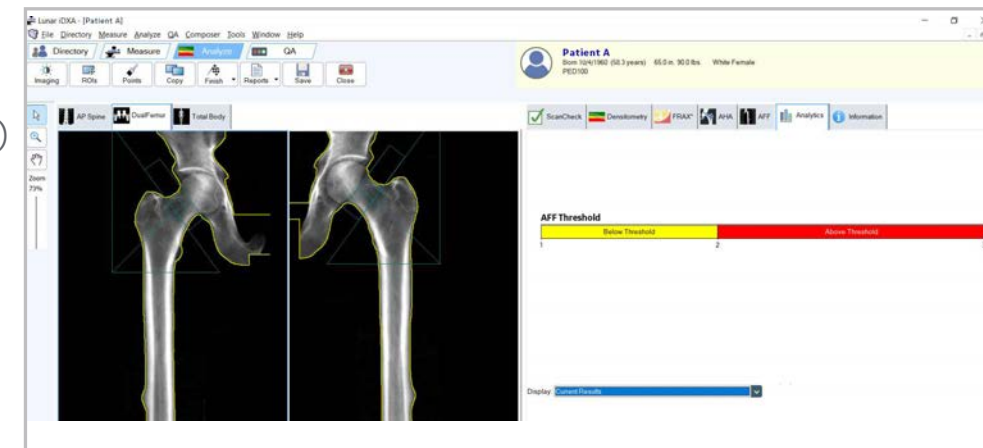 Lunar iDXA - [Patient A]
File Directory Measure Analyze QA Composer Tools Window Help
Directory Measure Analyze QA
Imaging ROIs Points Copy Finish Reports Save Close
Patient A
Born 10/4/1960 (58.3 years) 65.0 in. 90.0 lbs. White Female
PED100
AP Spine DualFemur Total Body
ScanCheck Densitometry FRAX® AHA AFF Analytics Information
Zoom
73%
AFF Threshold
Below Threshold Above Threshold
1 2
Display: Current Results